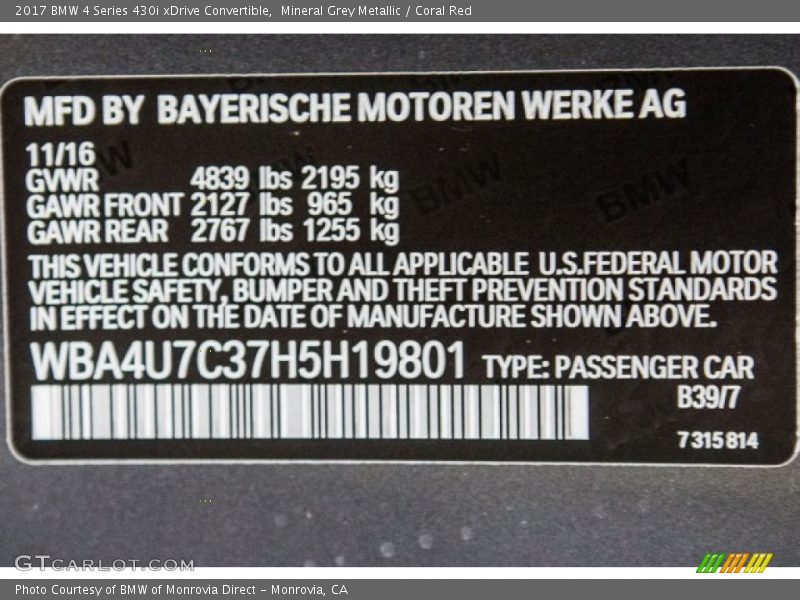 2017 BMW 4 Series 430i xDrive Convertible,  Mineral Grey Metallic / Coral Red
MFD BY BAYERISCHE MOTOREN WERKE AG
11/16
GVWR 4839 lbs 2195 kg
GAWR FRONT 2127 lbs 965 kg
GAWR REAR 2767 lbs 1255 kg
THIS VEHICLE CONFORMS TO ALL APPLICABLE U.S.FEDERAL MOTOR
VEHICLE SAFETY, BUMPER AND THEFT PREVENTION STANDARDS
IN EFFECT ON THE DATE OF MANUFACTURE SHOWN ABOVE.
WBA4U7C37H5H19801 TYPE: PASSENGER CAR
B39/7
7315814
GTCARLOT.COM
Photo Courtesy of BMW of Monrovia Direct - Monrovia, CA